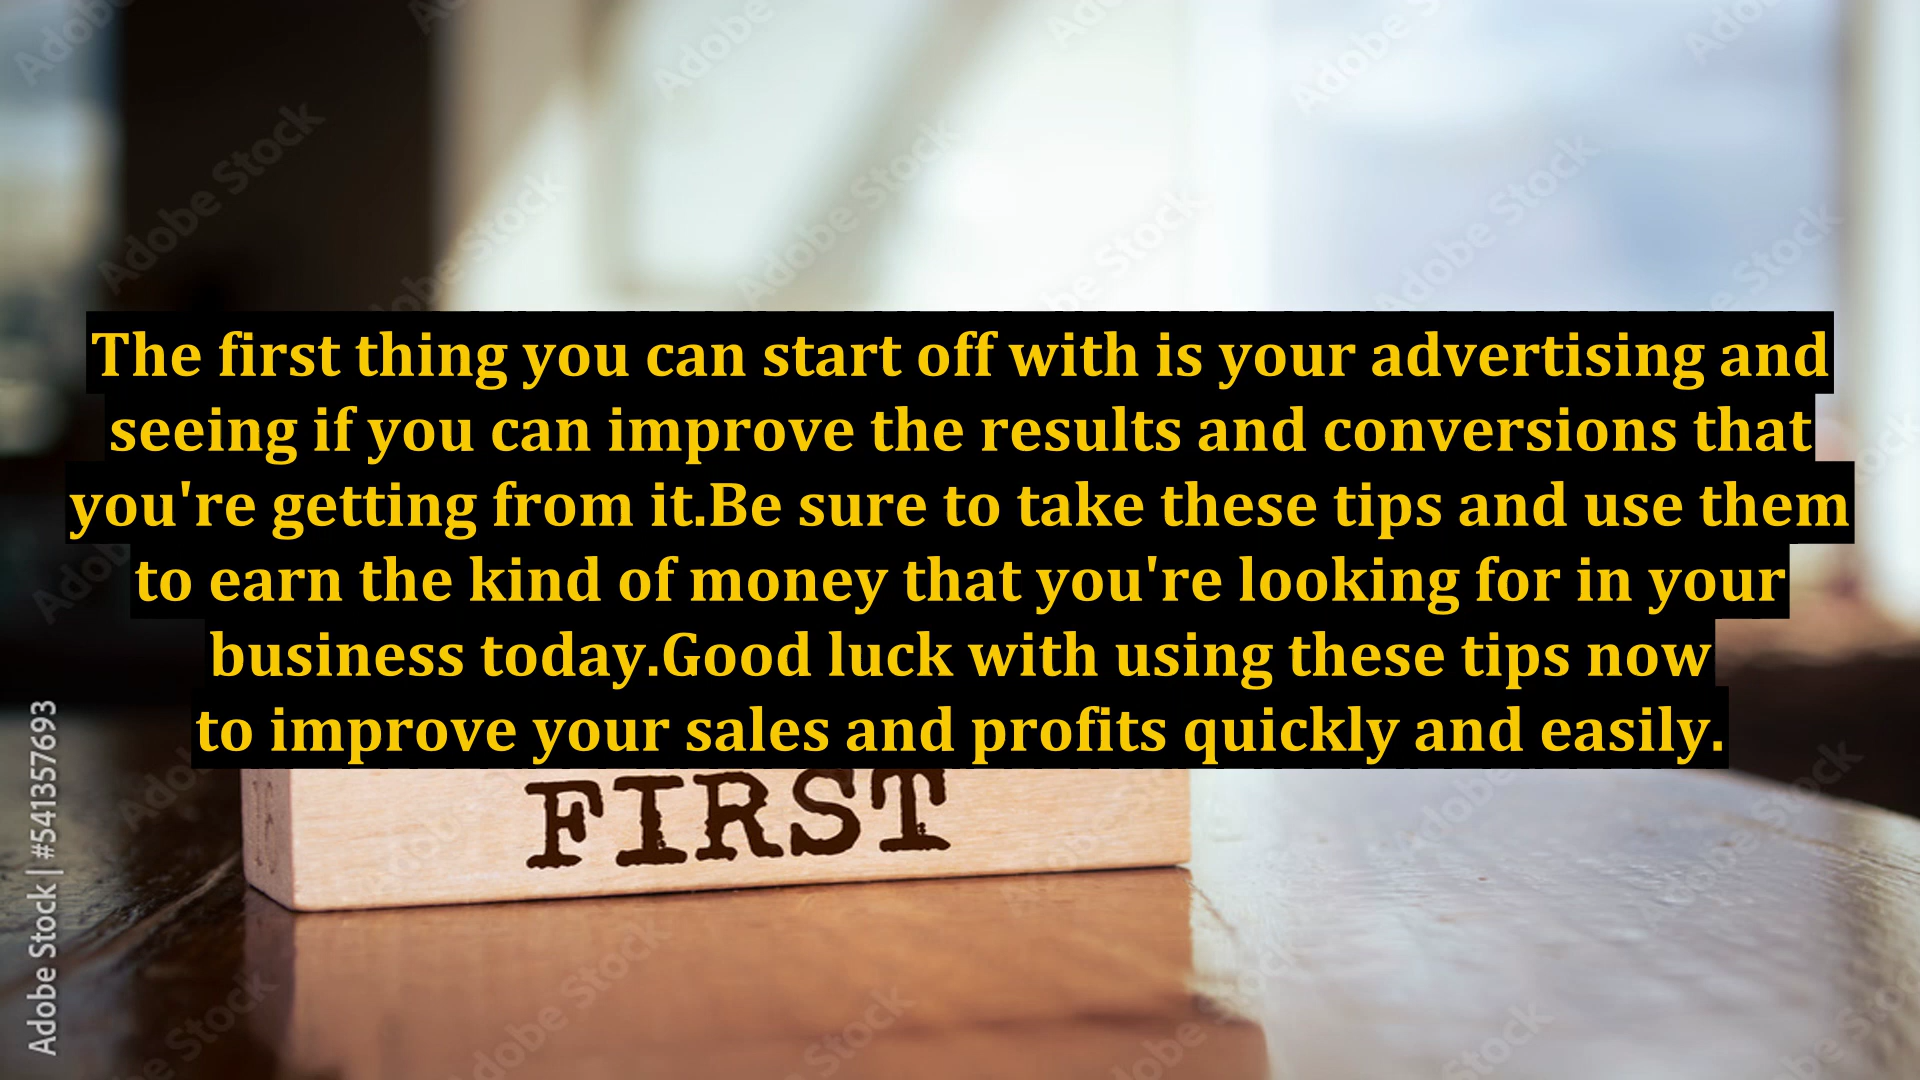 The first thing you can start off with is your advertising and
seeing if you can improve the results and conversions that
you're getting from it.Be sure to take these tips and use them
to earn the kind of money that you're looking for in your
business today.Good luck with using these tips now
to improve your sales and profits quickly and easily.
FIRST
Adobe Stock | #541357693
Adobe Stock